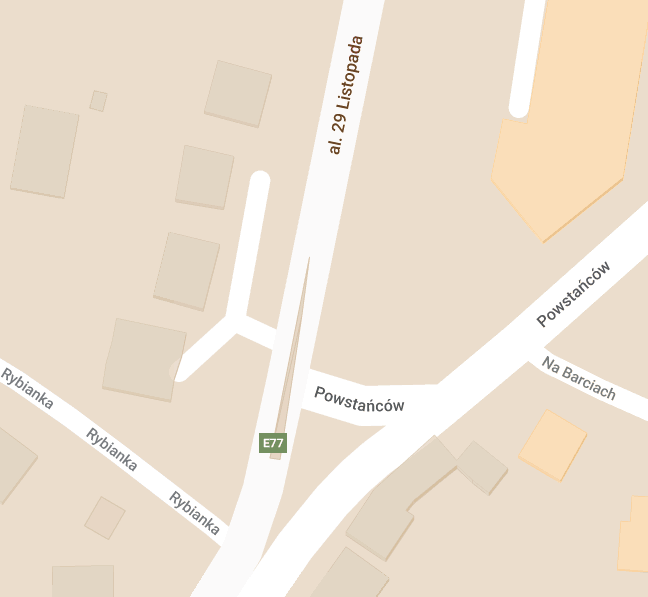 al. 29 Listopada
Powstańców
Na Barciach
Rybianka
Powstańców
Rybianka
E77
Rybianka